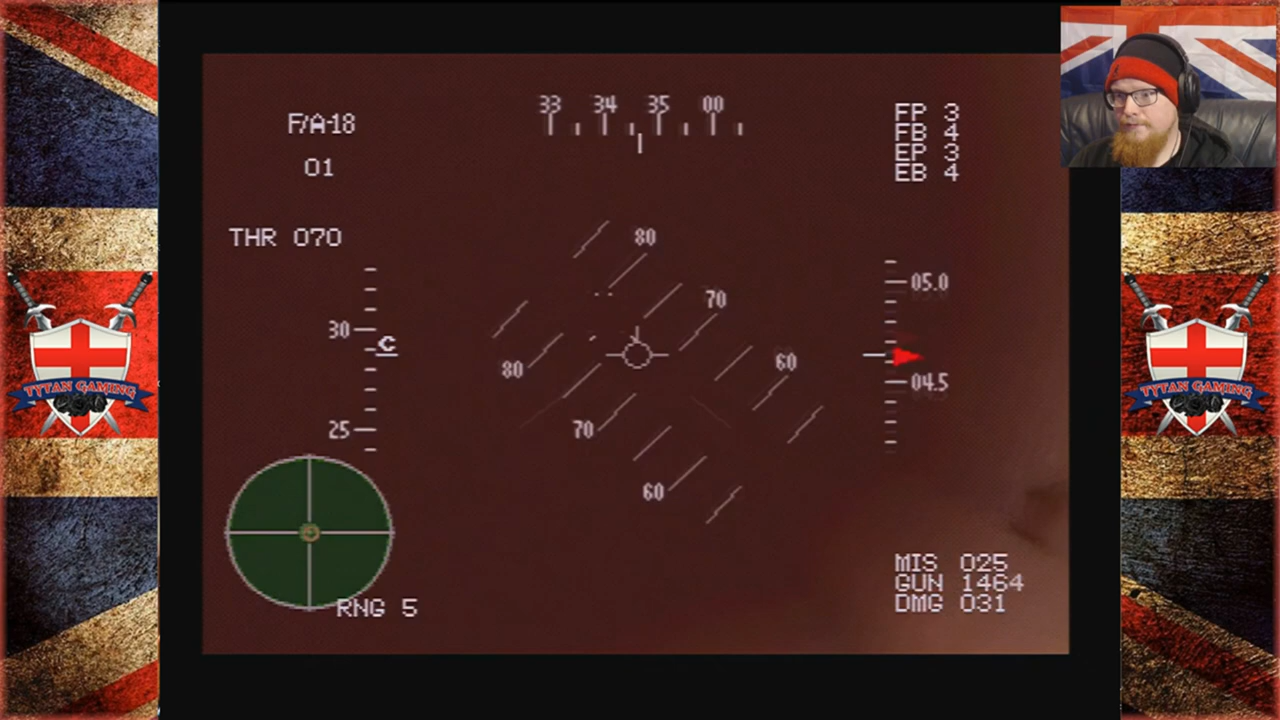 33 34 35 00
F/A-18
01
FP 3
FB 4
EP 3
EB 4
THR 070
80
70
05.0
30
C
80
60
04.5
70
25
60
RNG 5
MIS 025
GUN 1464
DMG 031
TYTAN GAMING
TYTAN GAMING